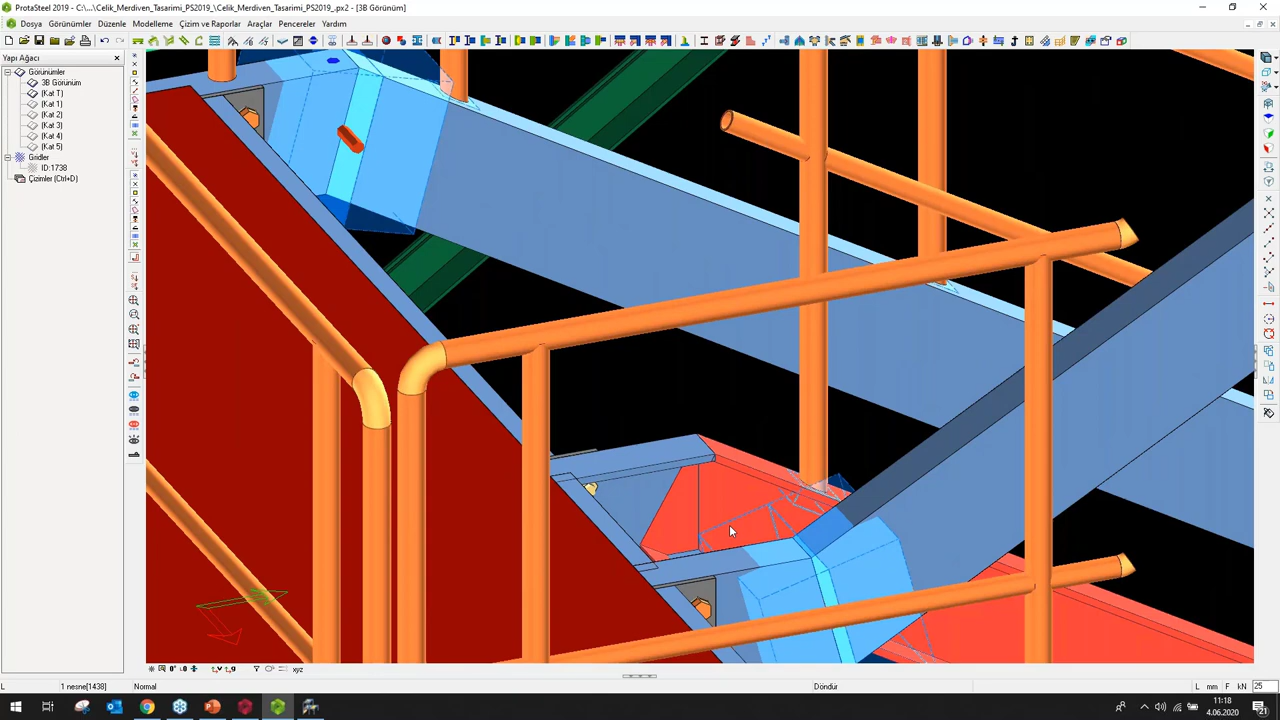 ProtaSteel 2019 - C:\...\Celik_Merdiven_Tasarimi_PS2019_\Celik_Merdiven_Tasarimi_PS2019_.px2 - [3B Görünüm]
Dosya Görünümler Düzenle Modelleme Çizim ve Raporlar Araçlar Pencereler Yardım
Yapı Ağacı
Görünümler
3B Görünüm
(Kat T)
(Kat 1)
(Kat 2)
(Kat 3)
(Kat 4)
(Kat 5)
Gridler
ID:1738
Çizimler (Ctrl+D)
xyz
L 1 nesne[1438] Normal Döndür L mm F kN 25
11:18
4.06.2020
21